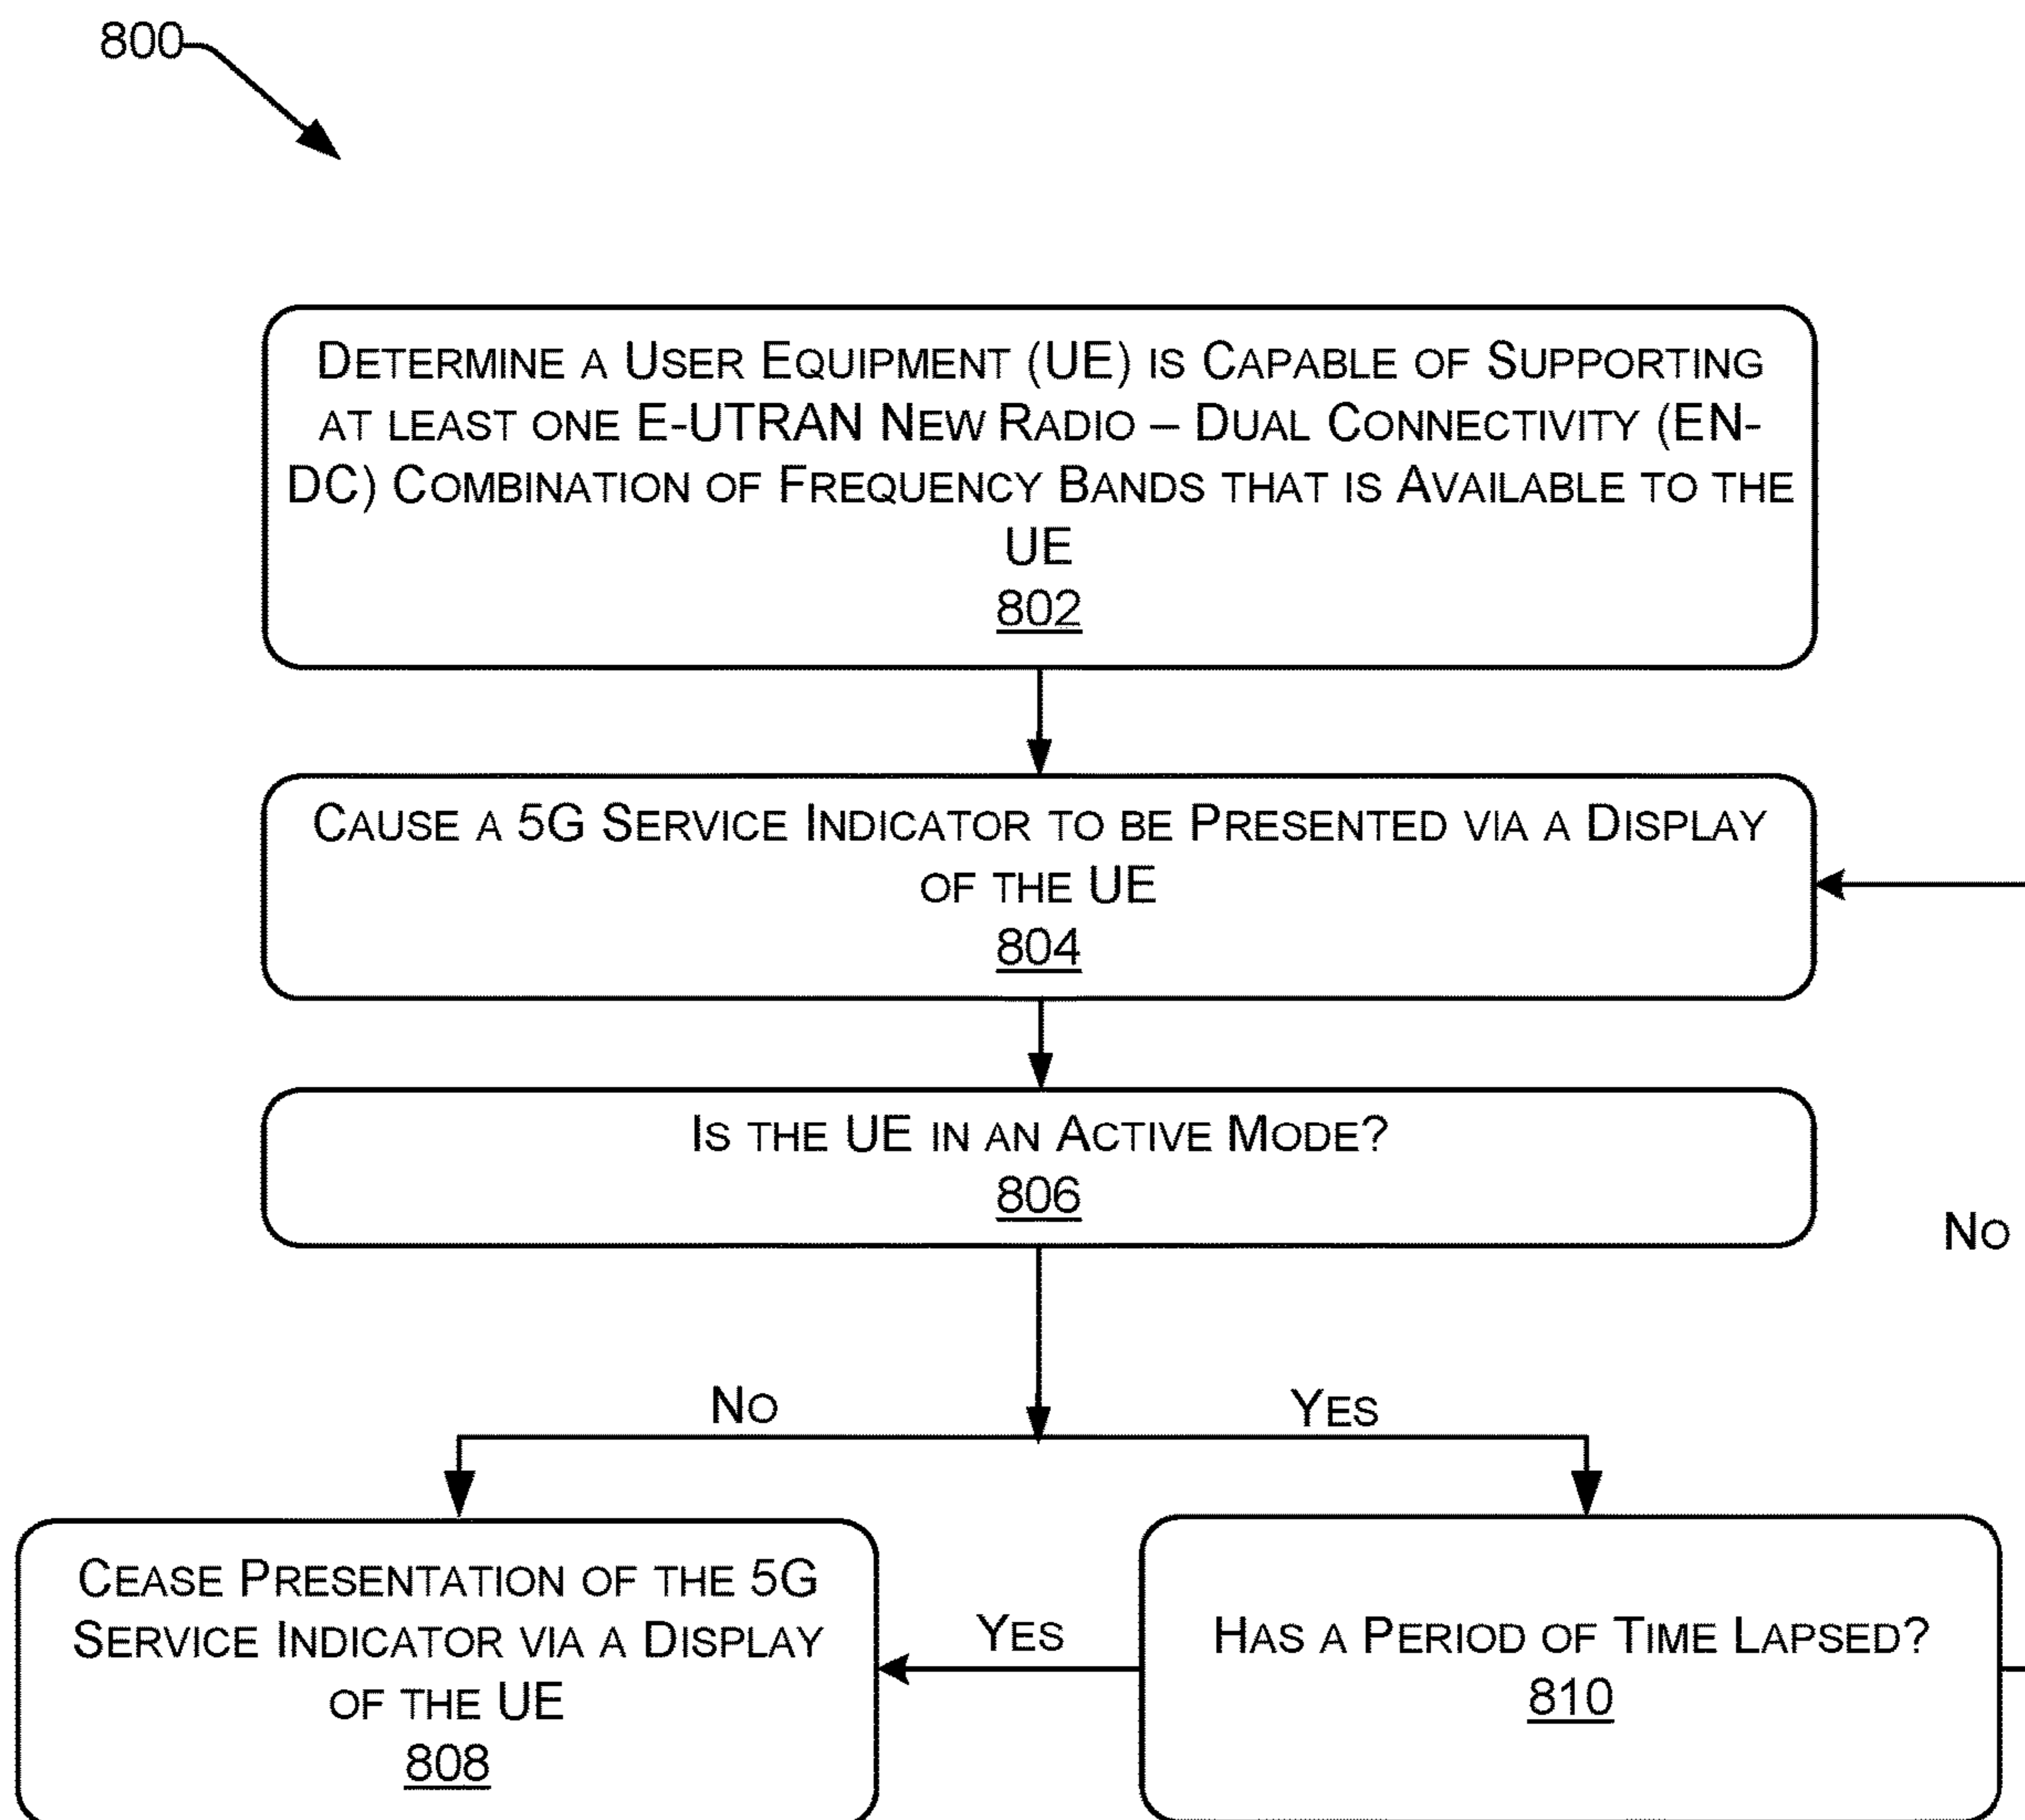 800
Determine a User Equipment (UE) is Capable of Supporting
at least one E-UTRAN New Radio – Dual Connectivity (EN-
DC) Combination of Frequency Bands that is Available to the
UE
802
Cause a 5G Service Indicator to be Presented via a Display
of the UE
804
Is the UE in an Active Mode?
806
No
No
Yes
Cease Presentation of the 5G
Service Indicator via a Display
of the UE
808
Yes
Has a Period of Time Lapsed?
810